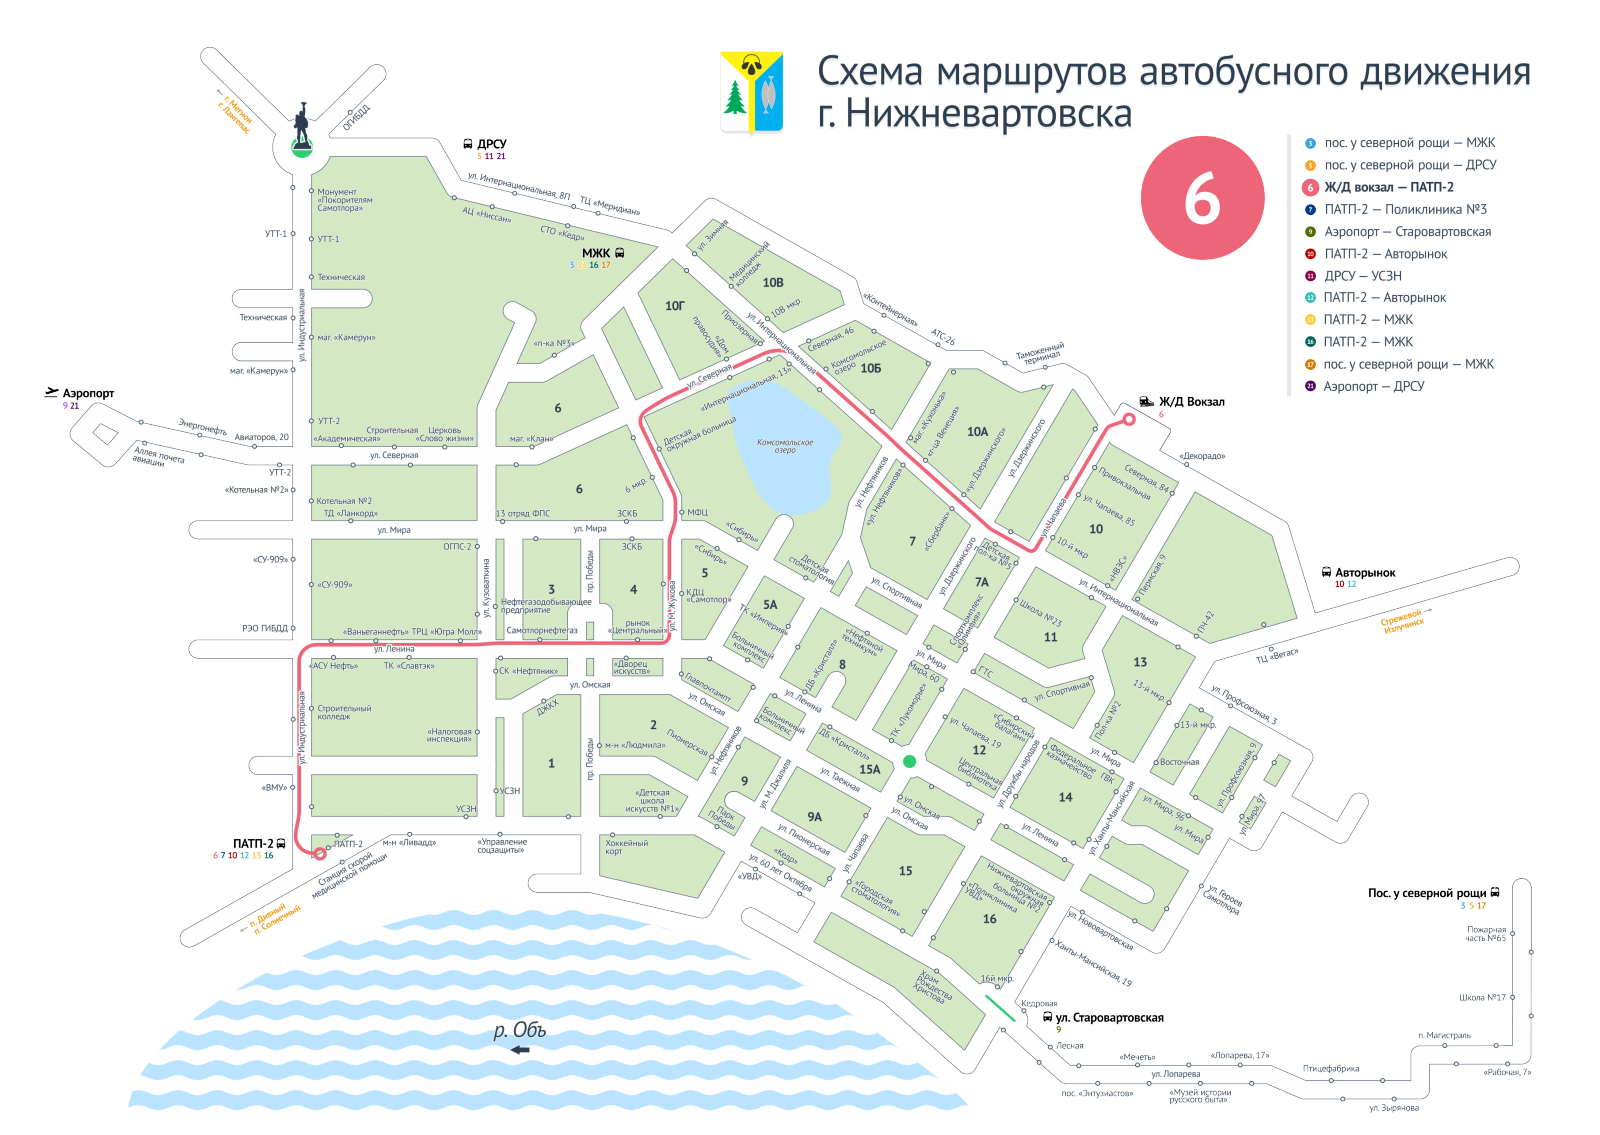 Схема маршрутов автобусного движения
г. Нижневартовска
6
3 пос. у северной рощи — МЖК
5 пос. у северной рощи — ДРСУ
6 Ж/Д вокзал — ПАТП-2
7 ПАТП-2 — Поликлиника №3
9 Аэропорт — Старовартовская
10 ПАТП-2 — Авторынок
11 ДРСУ — УСЗН
12 ПАТП-2 — Авторынок
13 ПАТП-2 — МЖК
16 ПАТП-2 — МЖК
17 пос. у северной рощи — МЖК
21 Аэропорт — ДРСУ
← г. Мегион
г. Лангепас
ОГИБДД
ДРСУ
5 11 21
ул. Интернациональная, 8П
ТЦ «Меридиан»
АЦ «Ниссан»
СТО «Кедр»
МЖК
3 13 16 17
Монумент
«Покорителям
Самотлора»
УТТ-1
УТТ-1
Техническая
Техническая
ул. Индустриальная
маг. «Камерун»
маг. «Камерун»
УТТ-2
«Академическая»
Строительная
Церковь
«Слово жизни»
маг. «Клан»
ул. Северная
Аэропорт
9 21
Энергонефть
Авиаторов, 20
Аллея почета
авиации
УТТ-2
«Котельная №2»
Котельная №2
ТД «Ланкорд»
13 отряд ФПС
ЗСКБ
ул. Мира
ул. Мира
«п-ка №3»
6
6
6 мкр.
10Г
«Дом
правосудия»
Приозерная
ул. Зимняя
Медицинский
колледж
10В
10В мкр.
ул. Интернациональная
«Контейнерная»
АТС-26
Таможенный
терминал
Северная, 46
Комсомольское
озеро
10Б
ул. Северная
«Интернациональная, 13»
Детская
окружная больница
Комсомольское
озеро
МФЦ
«Сибирь»
«Сибирь»
Детская
стоматология
ул. Нефтяников
«ул. Нефтяников»
7
«Сбербанк»
маг. «Кухонька»
«г-ца Венеция»
10А
«ул. Дзержинского»
ул. Дзержинского
ул. Дзержинского
Ж/Д Вокзал
6
«Декорадо»
Северная, 84
Привокзальная
ул. Чапаева, 85
ул. Чапаева
10
10-й мкр
«НВЭС»
Пермская, 9
ул. Интернациональная
ПЧ-42
Авторынок
10 12
Стрежевой →
Излучинск
ТЦ «Вегас»
ул. Профсоюзная, 3
«СУ-909»
«СУ-909»
ОГПС-2
ул. Кузоваткина
3
Нефтегазодобывающее
предприятие
пр. Победы
ЗСКБ
4
5
КДЦ
«Самотлор»
ул. М.Жукова
рынок
«Центральный»
РЭО ГИБДД
«Ваньеганнефть»
ТРЦ «Югра Молл»
Самотлорнефтегаз
ул. Ленина
«АСУ Нефть»
ТК «Славтэк»
СК «Нефтяник»
«Дворец
искусств»
ул. Омская
ДЖКХ
Строительный
колледж
ул. Индустриальная
«Налоговая
инспекция»
м-н «Людмила»
2
Пионерская
пр. Победы
1
«ВМУ»
УСЗН
УСЗН
«Детская
школа
искусств №1»
ПАТП-2
6 7 10 12 13 16
ПАТП-2
м-н «Ливадд»
«Управление
соцзащиты»
Хоккейный
корт
Станция скорой
медицинской помощи
← п. Дивный
п. Солнечный
5А
ТК «Империя»
Больничный
комплекс
Главпочтамт
ул. Омская
ул. Нефтяников
9
Парк
Победы
ул. М. Джалиля
Больничный
комплекс
ул. Ленина
ДБ «Кристалл»
8
«Нефтяной
техникум»
ДБ «Кристалл»
15А
ул. Таежная
9А
ул. Пионерская
«Кедр»
ул. 60 лет Октября
«УВД»
ул. Чапаева
ул. Спортивная
7А
Детская
пол-ка №5
Спорткомплекс
«Олимпия»
ул. Мира
Мира, 60
ТК «Лукоморье»
Школа №23
11
ГТС
ул. Спортивная
13
13-й мкр.
13-й мкр.
Пол-ка №2
ул. Мира
Восточная
ул. Профсоюзная, 9
ул. Чапаева, 19
«Сибирский
балаган»
12
Центральная
библиотека
ул. Дружбы народов
Федеральное
казначейство
ГВК
14
ул. Ханты-Мансийская
ул. Мира, 96
ул. Мира
ул. Мира, 97
ул. Омская
ул. Омская
ул. Ленина
15
«Городская
стоматология»
Нижневартовская
окружная
больница №2
«Поликлиника
УВД»
16
ул. Нововартовская
ул. Героев
Самотлора
Ханты-Мансийская, 19
Храм
рождества
Христова
16й мкр.
Кедровая
ул. Старовартовская
9
Лесная
«Мечеть»
«Лопарева, 17»
ул. Лопарева
пос. «Энтузиастов»
«Музей истории
русского быта»
Птицефабрика
ул. Зырянова
п. Магистраль
«Рабочая, 7»
Школа №17
Пожарная
часть №65
Пос. у северной рощи
3 5 17
р. Объ